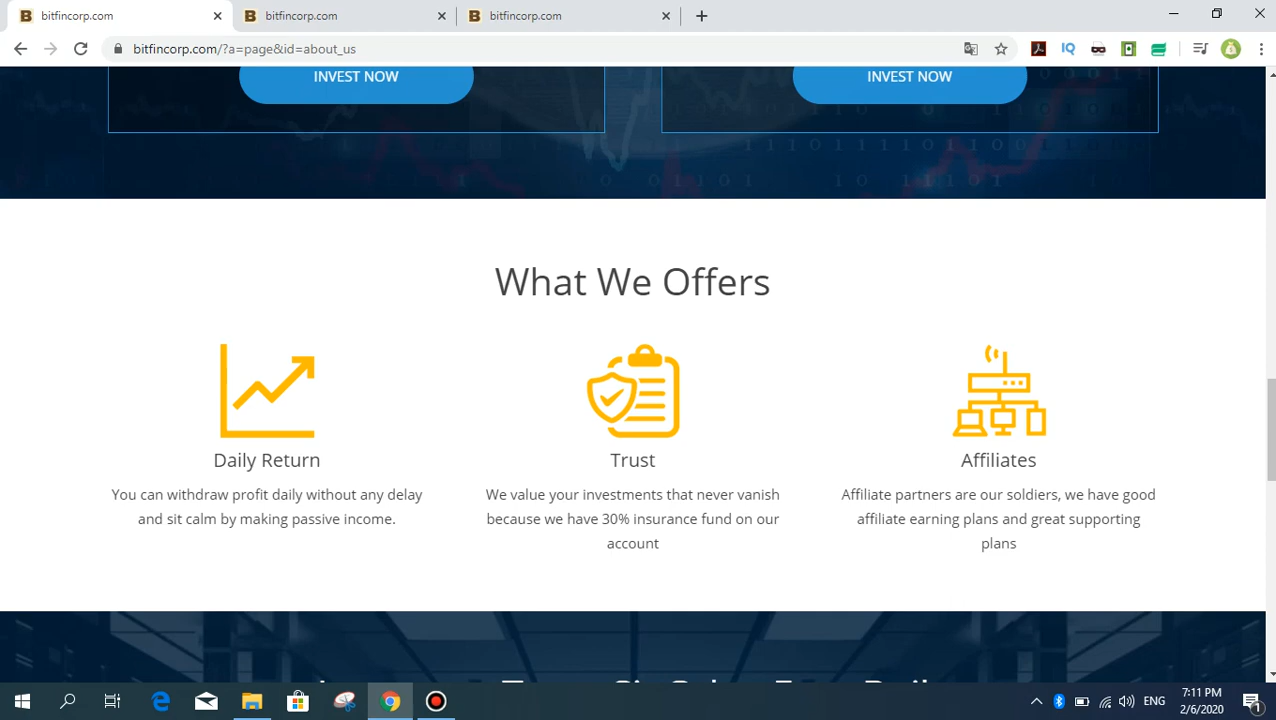 bitfincorp.com
bitfincorp.com
bitfincorp.com
bitfincorp.com/?a=page&id=about_us
IQ
INVEST NOW
INVEST NOW
What We Offers
Daily Return
Trust
Affiliates
You can withdraw profit daily without any delay
and sit calm by making passive income.
We value your investments that never vanish
because we have 30% insurance fund on our
account
Affiliate partners are our soldiers, we have good
affiliate earning plans and great supporting
plans
ENG
7:11 PM
2/6/2020
1